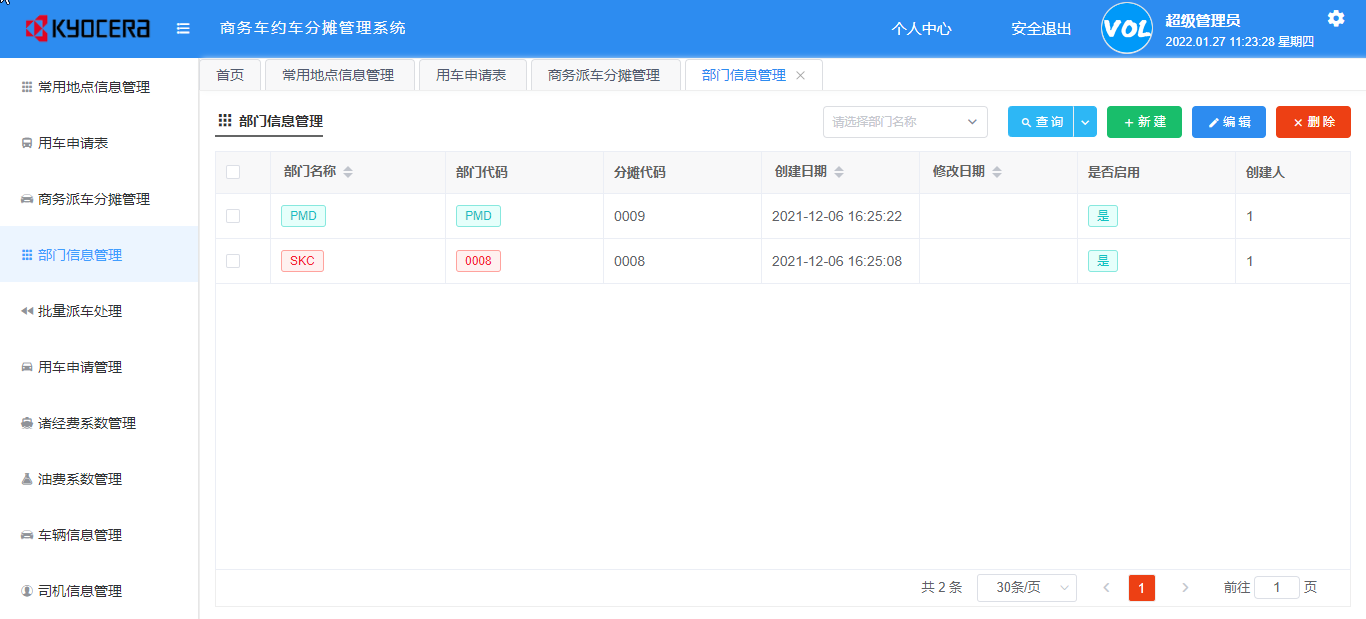 KYOCERA 商务车约车分摊管理系统 个人中心 安全退出 VOL 超级管理员
2022.01.27 11:23:28 星期四
首页 常用地点信息管理 用车申请表 商务派车分摊管理 部门信息管理
常用地点信息管理
用车申请表
商务派车分摊管理
部门信息管理
批量派车处理
用车申请管理
诸经费系数管理
油费系数管理
车辆信息管理
司机信息管理
部门信息管理 请选择部门名称 查询 新建 编辑 删除
部门名称 部门代码 分摊代码 创建日期 修改日期 是否启用 创建人
PMD PMD 0009 2021-12-06 16:25:22 是 1
SKC 0008 0008 2021-12-06 16:25:08 是 1
共 2 条 30条/页 1 前往 1 页